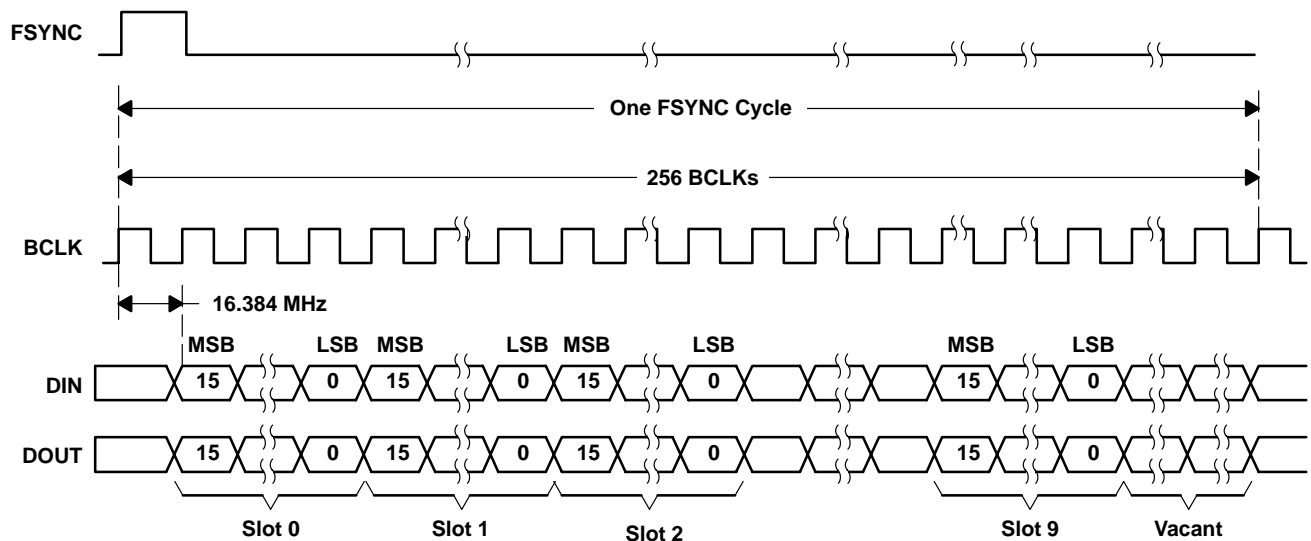 FSYNC
One FSYNC Cycle
256 BCLKs
BCLK
16.384 MHz
MSB LSB MSB LSB MSB LSB MSB LSB
DIN 15 0 15 0 15 0 15 0
DOUT 15 0 15 0 15 0 15 0
Slot 0 Slot 1 Slot 2 Slot 9 Vacant